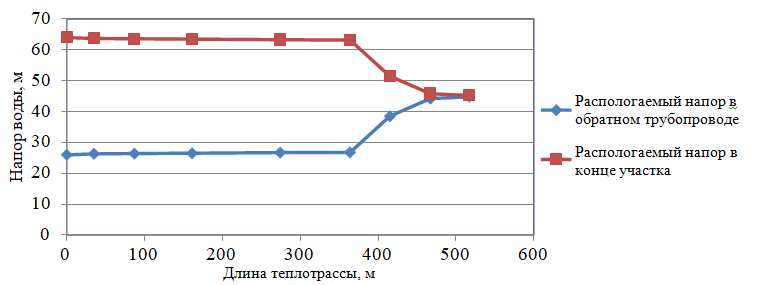 70
60
50
40
30
20
10
0
Напор воды, м
0 100 200 300 400 500 600
Длина теплотрассы, м
Распологаемый напор в
обратном трубопроводе
Распологаемый напор в
конце участка